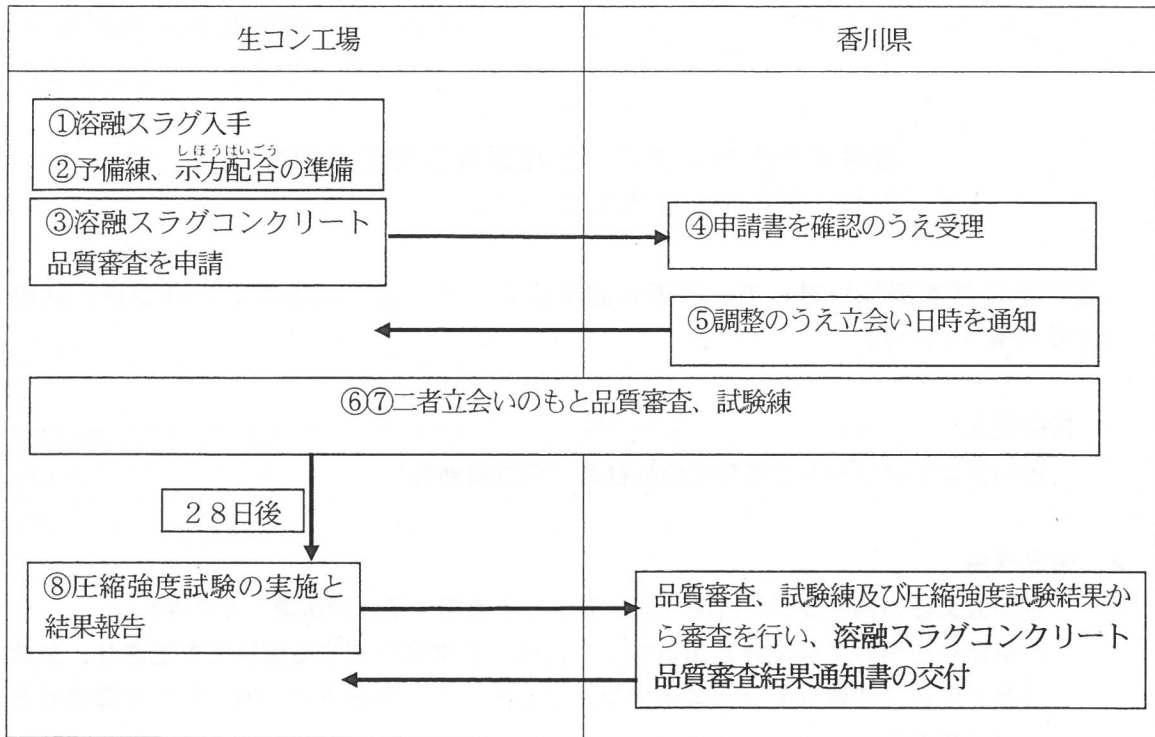 生コン工場
香川県
①溶融スラグ入手
しほうはいごう
②予備練、示方配合の準備
③溶融スラグコンクリート
品質審査を申請
④申請書を確認のうえ受理
⑤調整のうえ立会い日時を通知
⑥⑦二者立会いのもと品質審査、試験練
28日後
⑧圧縮強度試験の実施と
結果報告
品質審査、試験練及び圧縮強度試験結果か
ら審査を行い、溶融スラグコンクリート
品質審査結果通知書の交付